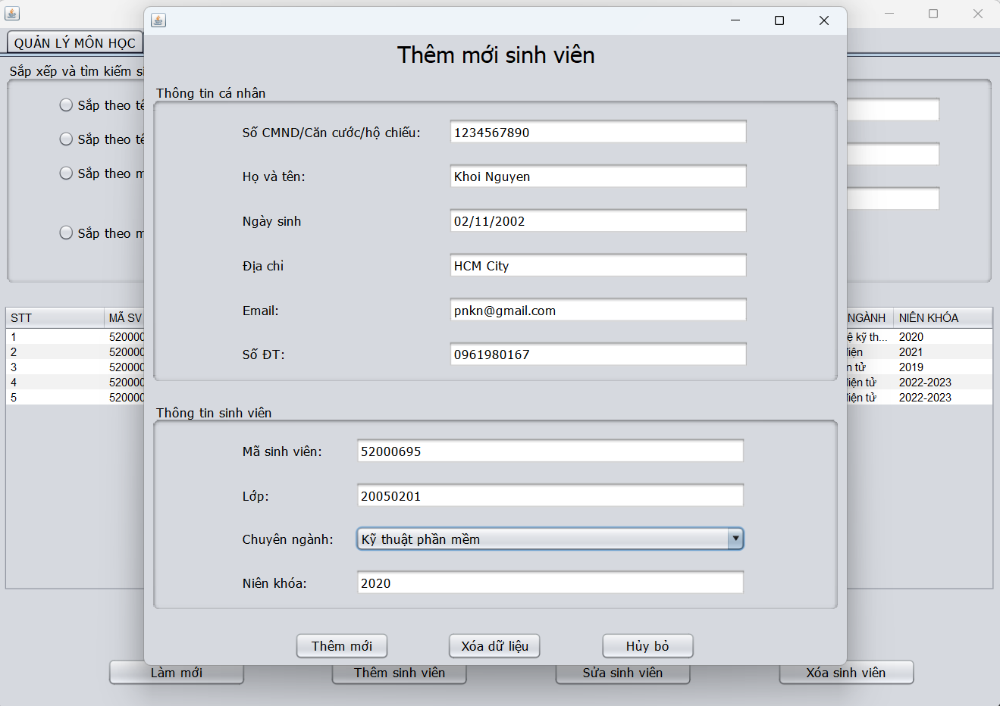 Thêm mới sinh viên
QUẢN LÝ MÔN HỌC
Sắp xếp và tìm kiếm
Sắp theo
Sắp theo
Sắp theo
Sắp theo
Thông tin cá nhân
Số CMND/Căn cước/hộ chiếu: 1234567890
Họ và tên: Khoi Nguyen
Ngày sinh 02/11/2002
Địa chỉ HCM City
Email: pnkn@gmail.com
Số ĐT: 0961980167
STT MÃ SV NGÀNH NIÊN KHÓA
1 520000 ệ kỹ th... 2020
2 520000 điện 2021
3 520000 n tử 2019
4 520000 điện tử 2022-2023
5 520000 điện tử 2022-2023
Thông tin sinh viên
Mã sinh viên: 52000695
Lớp: 20050201
Chuyên ngành: Kỹ thuật phần mềm
Niên khóa: 2020
Thêm mới Xóa dữ liệu Hủy bỏ
Làm mới Thêm sinh viên Sửa sinh viên Xóa sinh viên